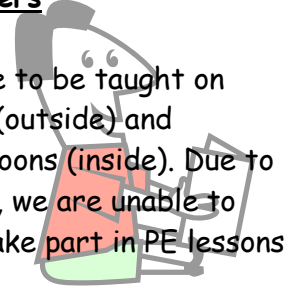 ers
e to be taught on
(outside) and
oons (inside). Due to
, we are unable to
ake part in PE lessons